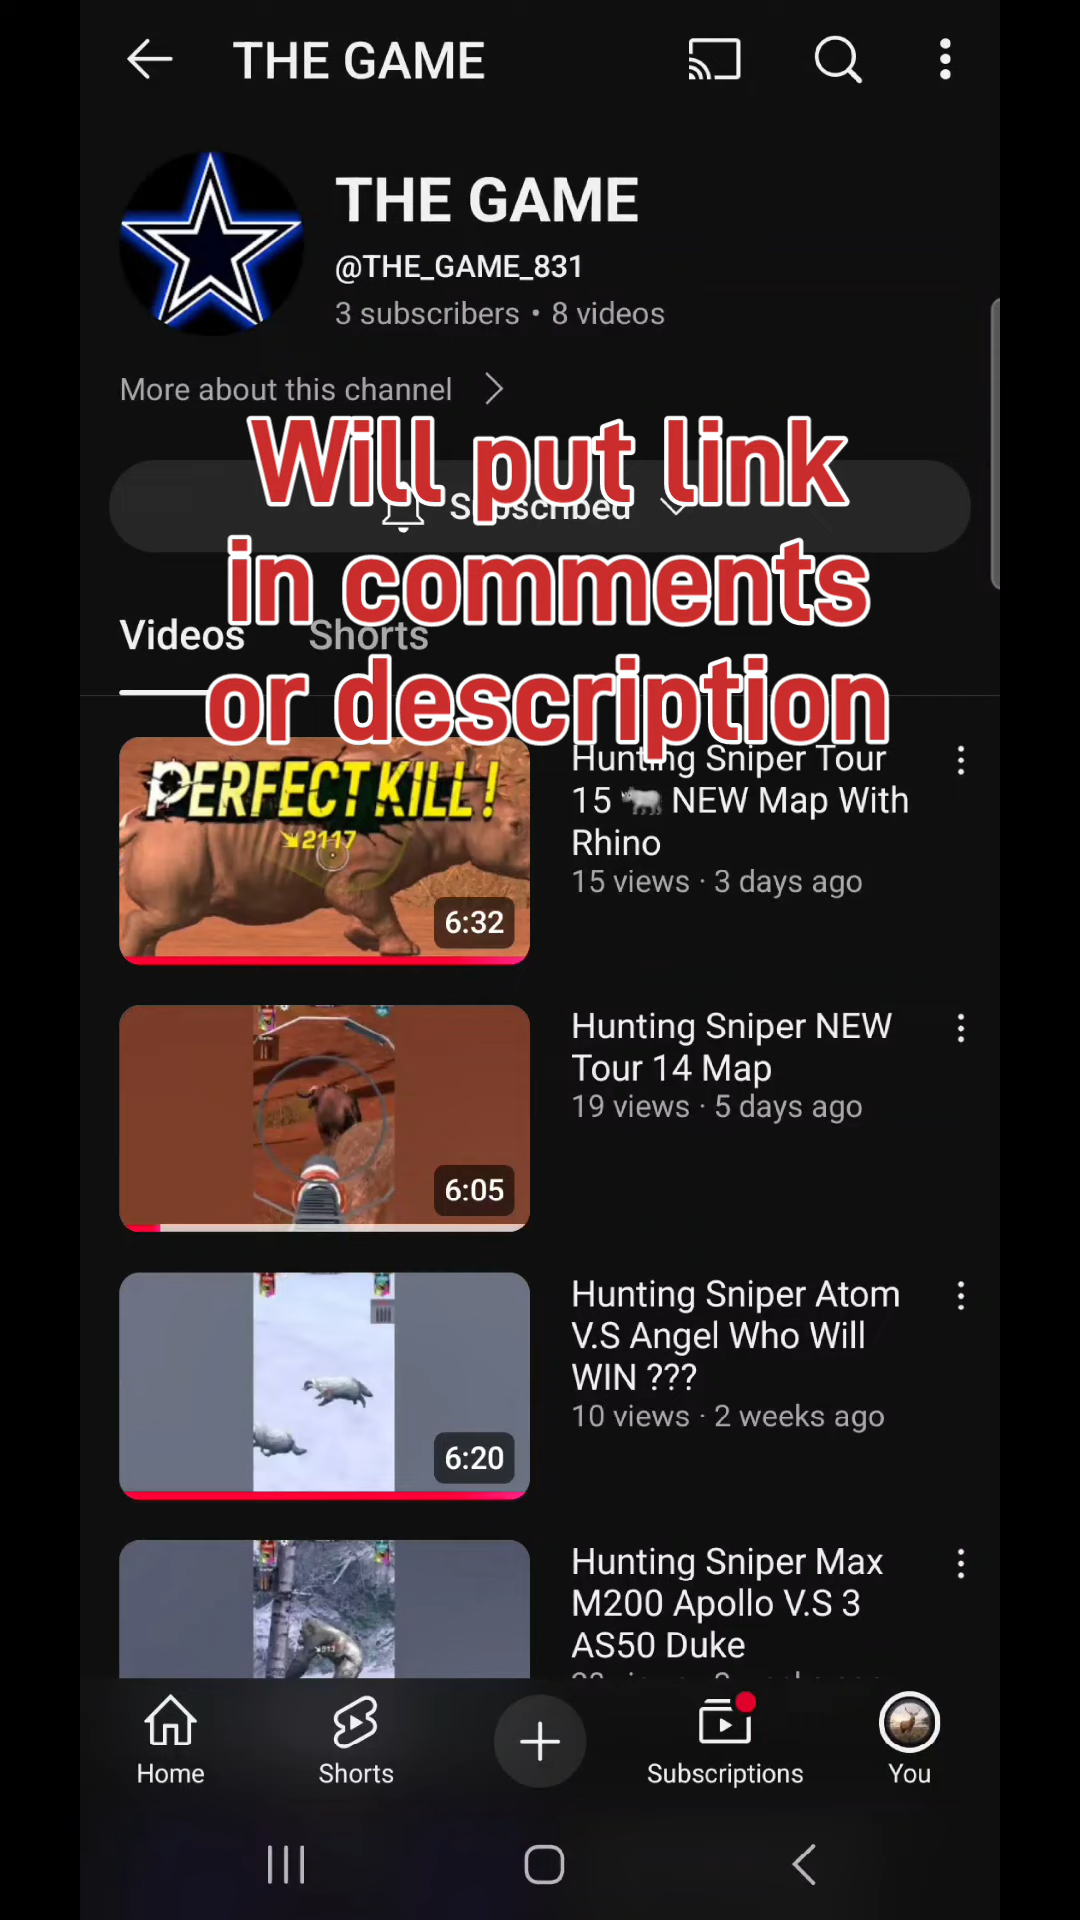 THE GAME
THE GAME
@THE_GAME_831
3 subscribers • 8 videos
More about this channel
Will put link
Subscribed
in comments
Videos Shorts
or description
PERFECT KILL!
2117
6:32
Hunting Sniper Tour
15 🦏 NEW Map With
Rhino
15 views · 3 days ago
6:05
Hunting Sniper NEW
Tour 14 Map
19 views · 5 days ago
6:20
Hunting Sniper Atom
V.S Angel Who Will
WIN ???
10 views · 2 weeks ago
Hunting Sniper Max
M200 Apollo V.S 3
AS50 Duke
Home
Shorts
Subscriptions
You